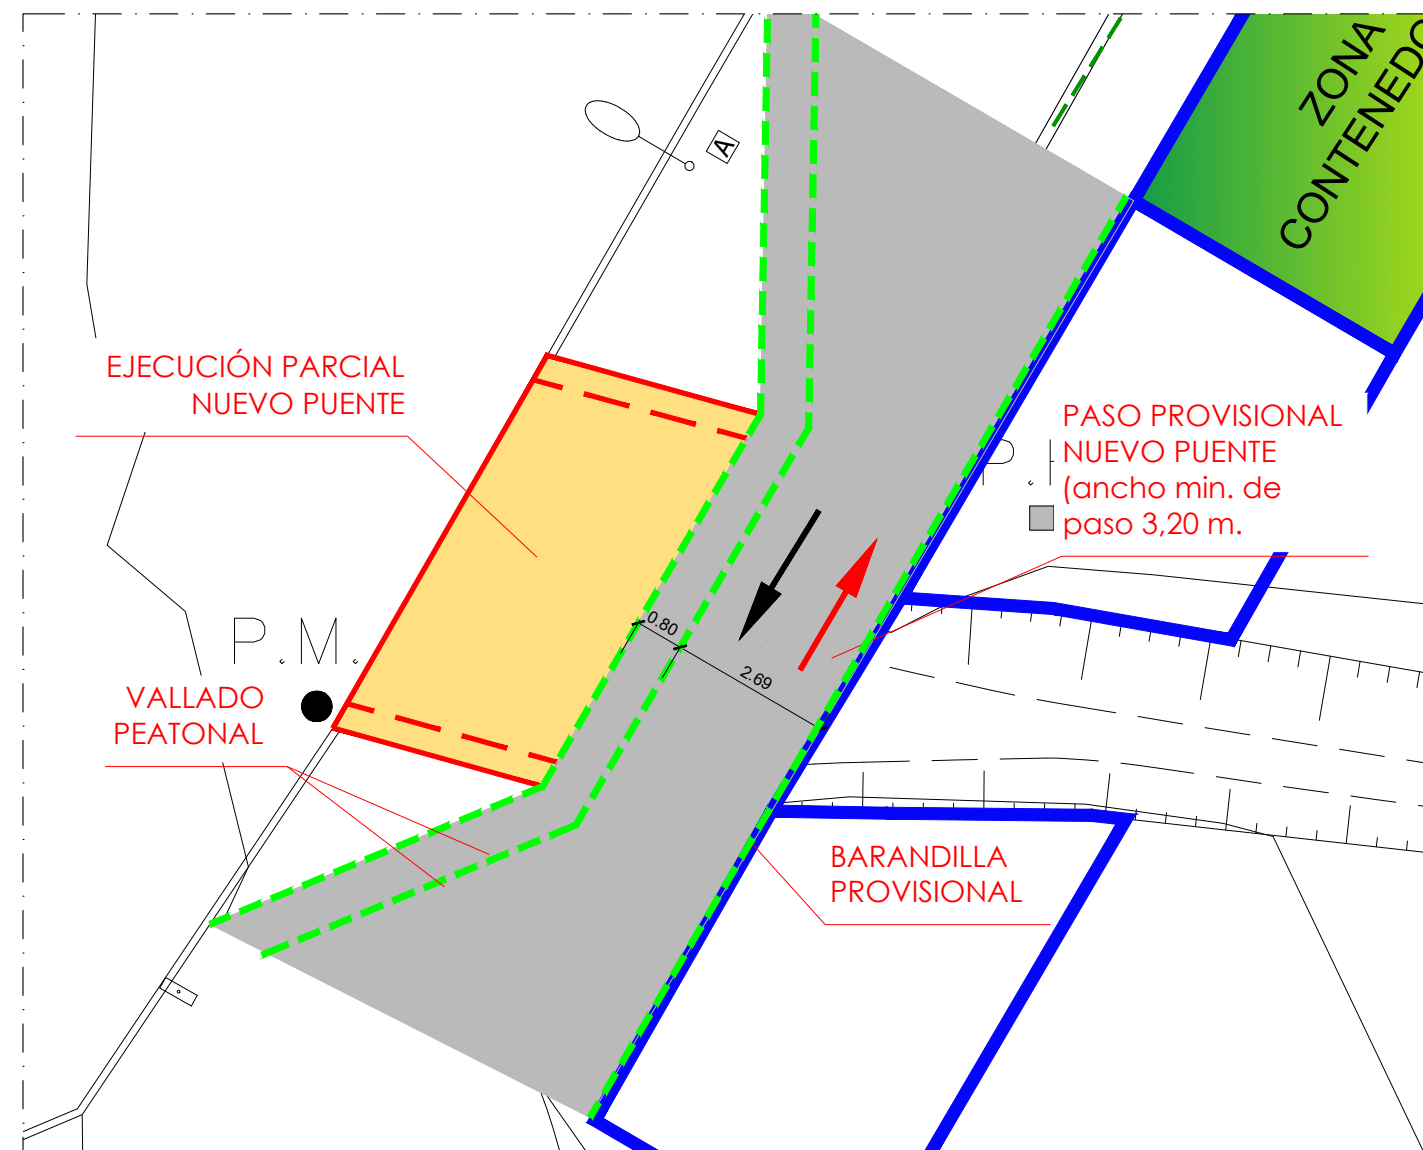 ZONA
A
EJECUCIÓN PARCIAL
NUEVO PUENTE
PASO PROVISIONAL
NUEVO PUENTE
(ancho min. de
paso 3,20 m.
0.80
2.69
P.M.
VALLADO
PEATONAL
BARANDILLA
PROVISIONAL